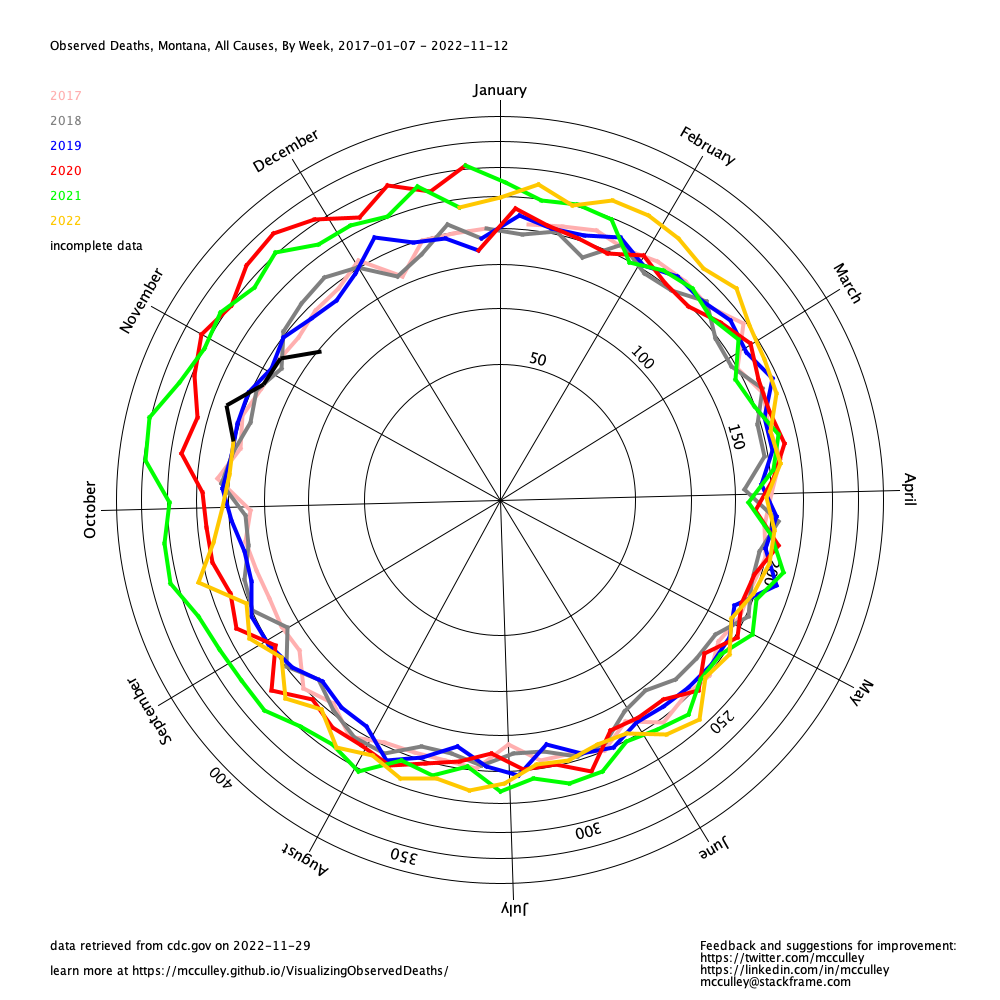 Observed Deaths, Montana, All Causes, By Week, 2017-01-07 - 2022-11-12
January
2017
2018
2019
2020
2021
2022
incomplete data
December
February
November
March
50
100
150
October
April
200
September
May
250
400
300
350
August
June
July
data retrieved from cdc.gov on 2022-11-29
learn more at https://mcculley.github.io/VisualizingObservedDeaths/
Feedback and suggestions for improvement:
https://twitter.com/mcculley
https://linkedin.com/in/mcculley
mcculley@stackframe.com